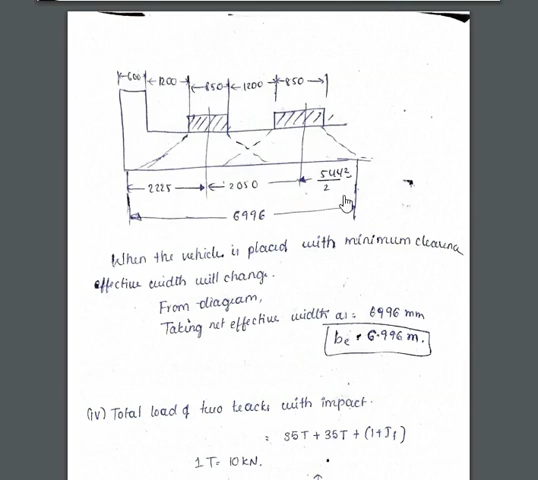 600 1200 850 1200 850
2225 2050 5442/2
6996
When the vehicle is placed with minimum clearance
effective width will change.
From diagram,
Taking net effective width as = 6996 mm
be = 6.996 m.
(iv) Total load of two tracks with impact.
= 35T + 35T + (1+If)
1T = 10 kN.